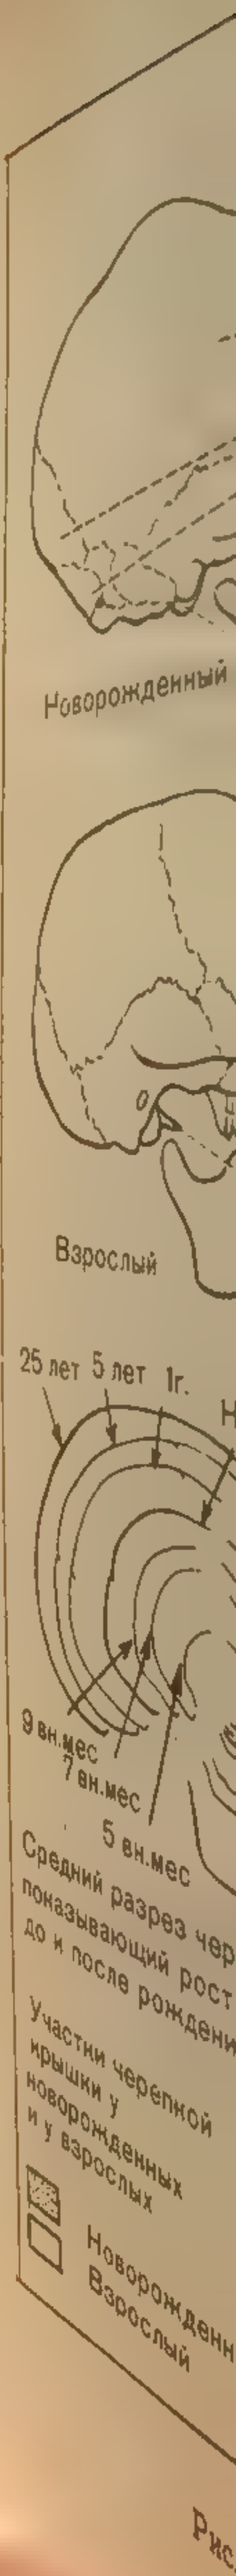 Новорожденный
Взрослый
25 лет 5 лет 1г.
Н
9 вн.мес
7 вн.мес
5 вн.мес
Средний разрез чер
показывающий рост
до и после рождени
Участки черепной
крышки у
новорожденных
и у взрослых
Новорожденн
Взрослый
Рис